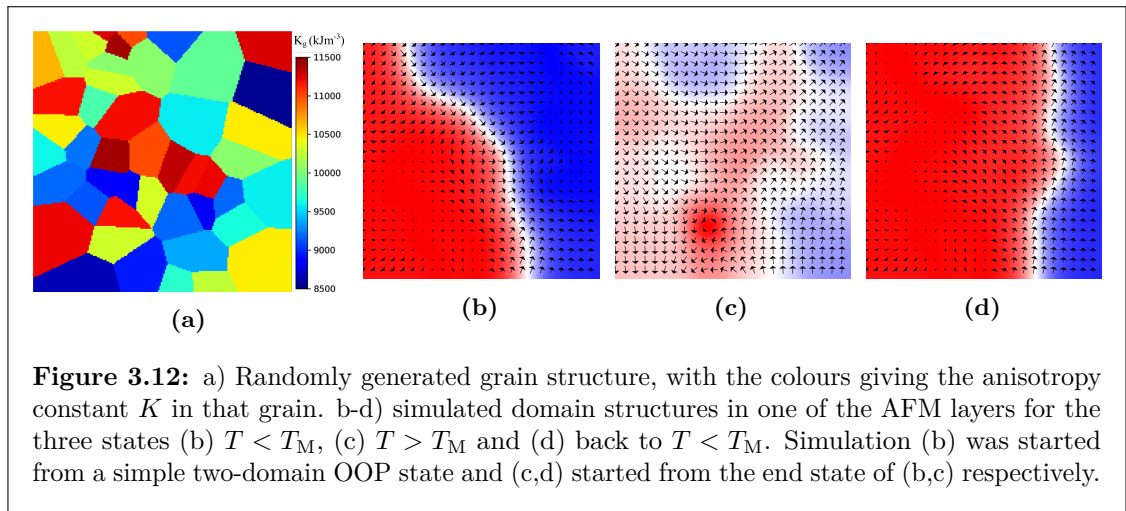 K_g (kJm⁻³)
11500
11000
10500
10000
9500
9000
8500
(a)
(b)
(c)
(d)
Figure 3.12: a) Randomly generated grain structure, with the colours giving the anisotropy
constant K in that grain. b-d) simulated domain structures in one of the AFM layers for the
three states (b) T < T_M, (c) T > T_M and (d) back to T < T_M. Simulation (b) was started
from a simple two-domain OOP state and (c,d) started from the end state of (b,c) respectively.